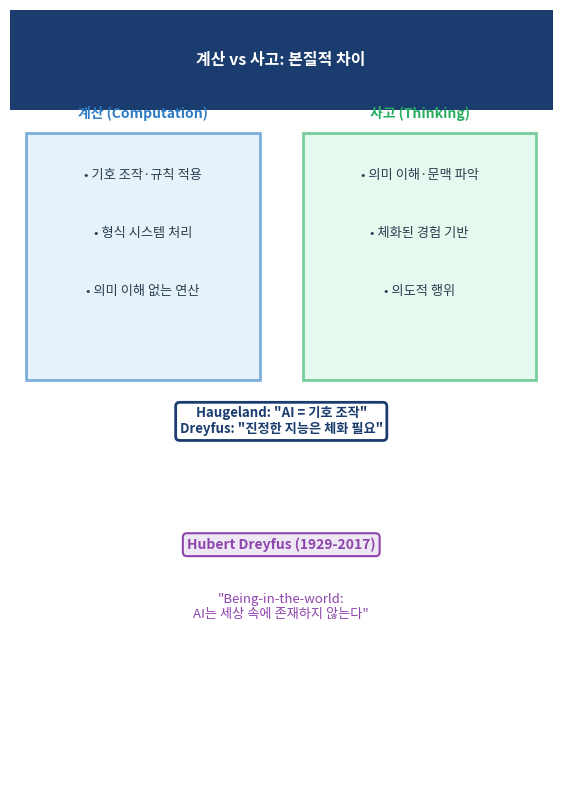 계산 vs 사고: 본질적 차이
계산 (Computation)
• 기호 조작·규칙 적용
• 형식 시스템 처리
• 의미 이해 없는 연산
사고 (Thinking)
• 의미 이해·문맥 파악
• 체화된 경험 기반
• 의도적 행위
Haugeland: "AI = 기호 조작"
Dreyfus: "진정한 지능은 체화 필요"
Hubert Dreyfus (1929-2017)
"Being-in-the-world:
AI는 세상 속에 존재하지 않는다"